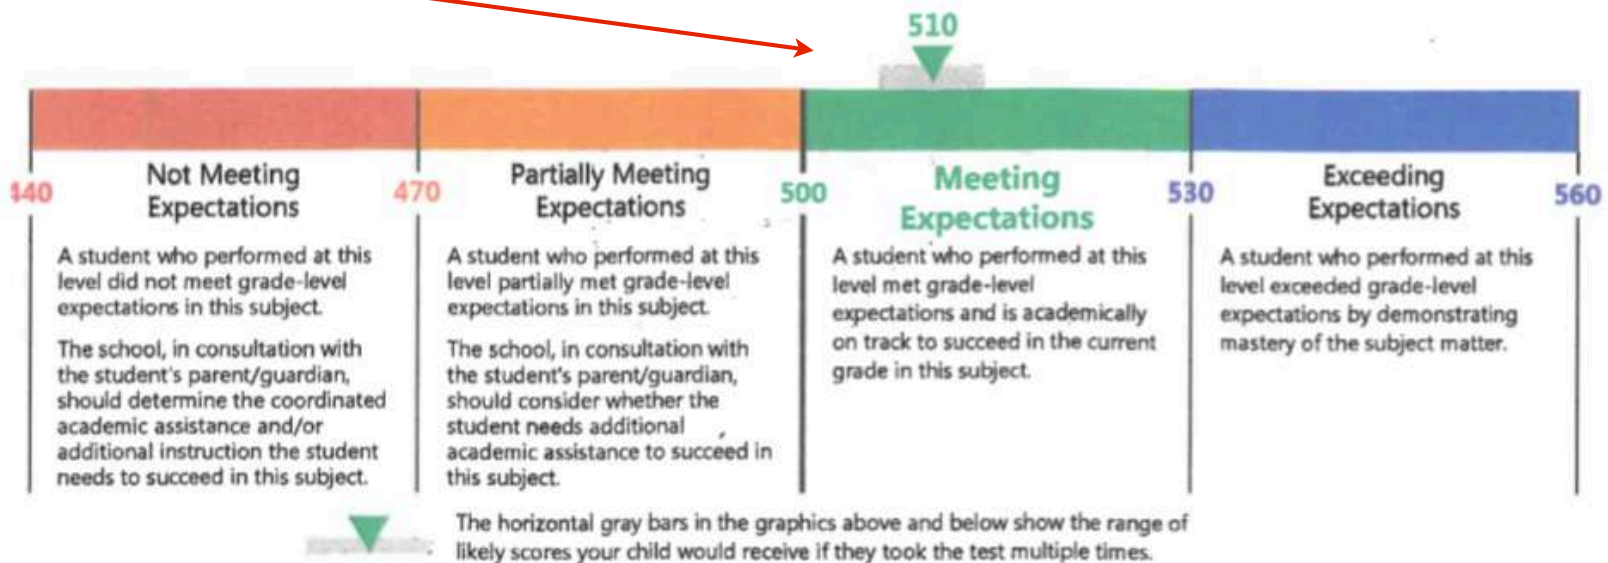 510
Not Meeting
Expectations
Partially Meeting
Expectations
Meeting
Expectations
Exceeding
Expectations
440
470
500
530
560
A student who performed at this
level did not meet grade-level
expectations in this subject.
The school, in consultation with
the student's parent/guardian,
should determine the coordinated
academic assistance and/or
additional instruction the student
needs to succeed in this subject.
A student who performed at this
level partially met grade-level
expectations in this subject.
The school, in consultation with
the student's parent/guardian,
should consider whether the
student needs additional
academic assistance to succeed in
this subject.
A student who performed at this
level met grade-level
expectations and is academically
on track to succeed in the current
grade in this subject.
A student who performed at this
level exceeded grade-level
expectations by demonstrating
mastery of the subject matter.
The horizontal gray bars in the graphics above and below show the range of
likely scores your child would receive if they took the test multiple times.